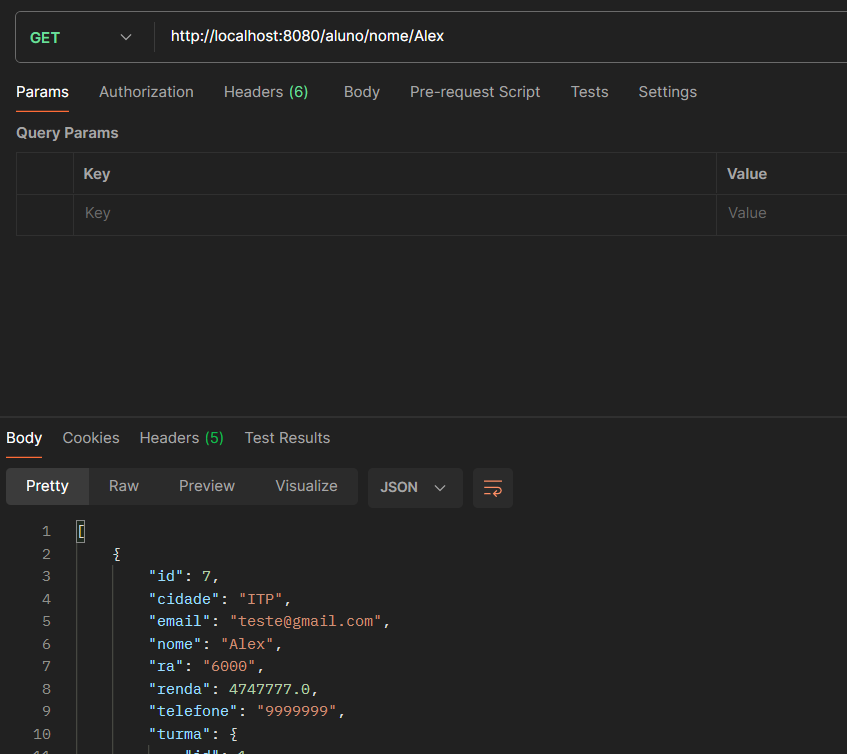 GET http://localhost:8080/aluno/nome/Alex
Params Authorization Headers (6) Body Pre-request Script Tests Settings
Query Params
Key Value
Key Value
Body Cookies Headers (5) Test Results
Pretty Raw Preview Visualize JSON
1 [
2 {
3 "id": 7,
4 "cidade": "ITP",
5 "email": "teste@gmail.com",
6 "nome": "Alex",
7 "ra": "6000",
8 "renda": 4747777.0,
9 "telefone": "9999999",
10 "turma": {
11 "id": 1